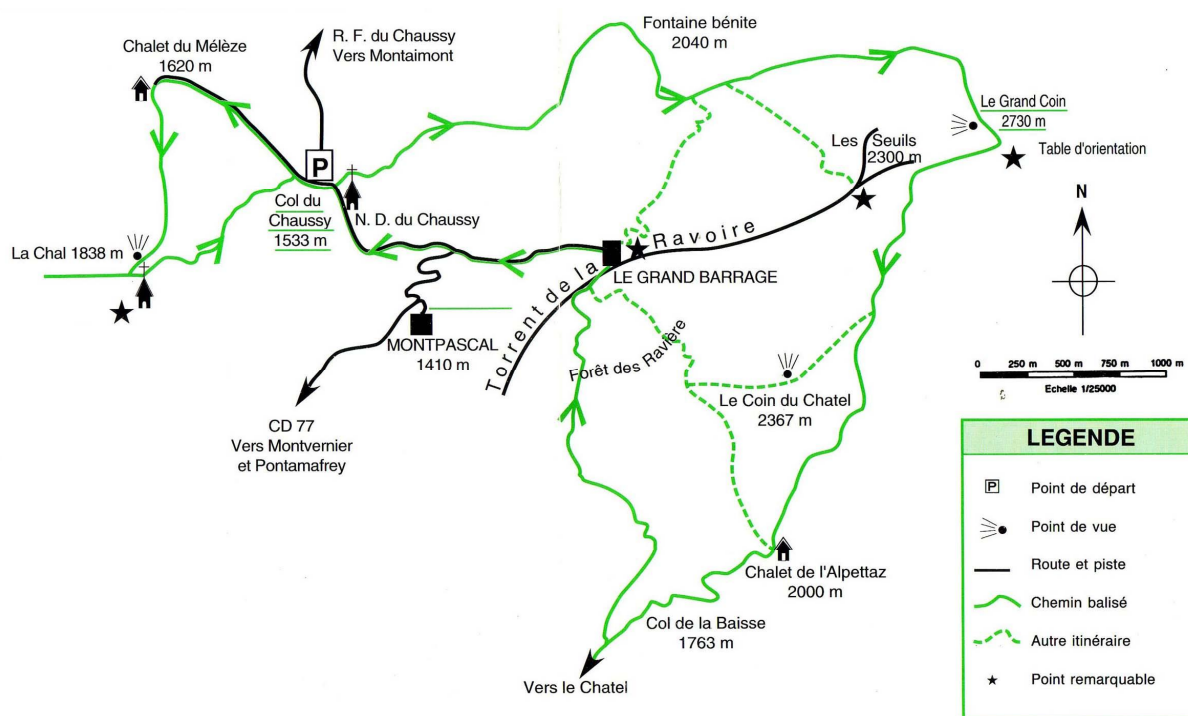 R. F. du Chaussy
Vers Montaimont
Fontaine bénite
2040 m
Chalet du Mélèze
1620 m
P
Le Grand Coin
2730 m
Table d'orientation
Les Seuils
2300 m
Col du
Chaussy
1533 m
N. D. du Chaussy
La Chal 1838 m
N
LE GRAND BARRAGE
Torrent de la Ravoire
MONTPASCAL
1410 m
Forêt des Ravière
0 250 m 500 m 750 m 1000 m
Echelle 1/25000
Le Coin du Chatel
2367 m
CD 77
Vers Montvernier
et Pontamafrey
Chalet de l'Alpettaz
2000 m
Col de la Baisse
1763 m
Vers le Chatel
LEGENDE
P Point de départ
Point de vue
Route et piste
Chemin balisé
Autre itinéraire
Point remarquable